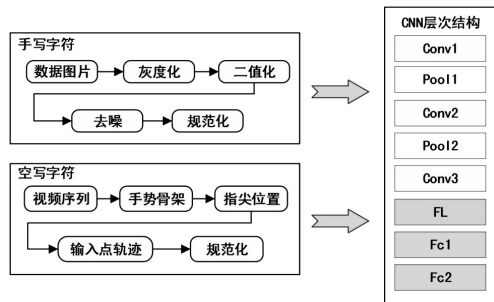 手写字符
数据图片
灰度化
二值化
去噪
规范化
空写字符
视频序列
手势骨架
指尖位置
输入点轨迹
规范化
CNN层次结构
Conv1
Pool1
Conv2
Pool2
Conv3
FL
Fc1
Fc2